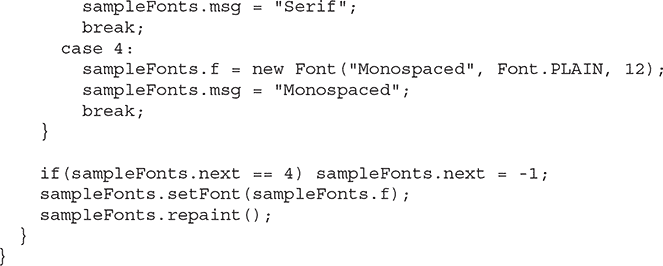 sampleFonts.msg = "Serif";
        break;
      case 4:
        sampleFonts.f = new Font("Monospaced", Font.PLAIN, 12);
        sampleFonts.msg = "Monospaced";
        break;
    }

    if(sampleFonts.next == 4) sampleFonts.next = -1;
    sampleFonts.setFont(sampleFonts.f);
    sampleFonts.repaint();
  }
}